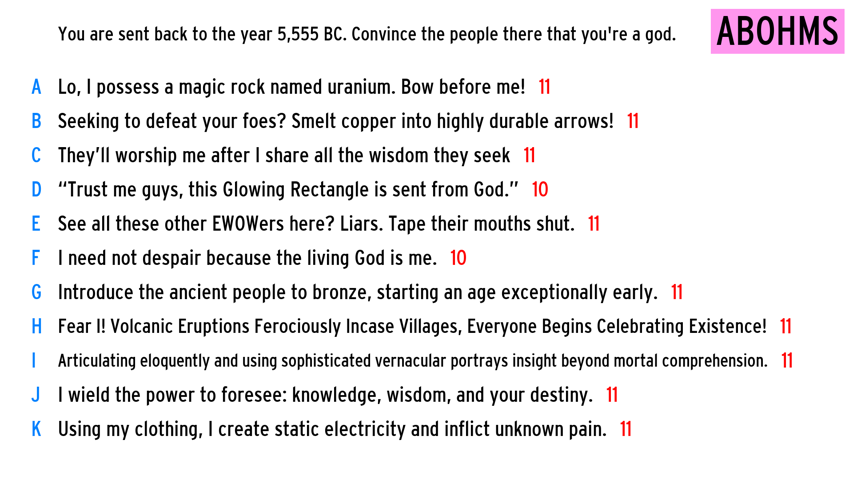 You are sent back to the year 5,555 BC. Convince the people there that you're a god.
ABOHMS
A Lo, I possess a magic rock named uranium. Bow before me! 11
B Seeking to defeat your foes? Smelt copper into highly durable arrows! 11
C They’ll worship me after I share all the wisdom they seek 11
D “Trust me guys, this Glowing Rectangle is sent from God.” 10
E See all these other EWOWers here? Liars. Tape their mouths shut. 11
F I need not despair because the living God is me. 10
G Introduce the ancient people to bronze, starting an age exceptionally early. 11
H Fear I! Volcanic Eruptions Ferociously Incase Villages, Everyone Begins Celebrating Existence! 11
I Articulating eloquently and using sophisticated vernacular portrays insight beyond mortal comprehension. 11
J I wield the power to foresee: knowledge, wisdom, and your destiny. 11
K Using my clothing, I create static electricity and inflict unknown pain. 11